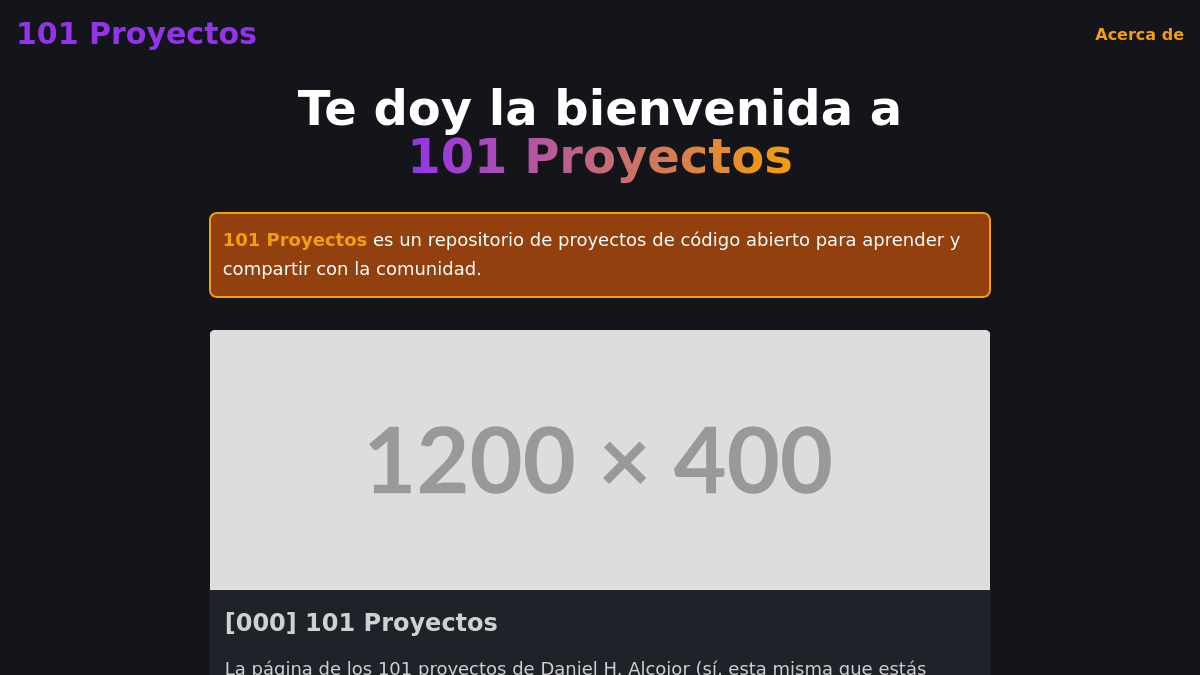 101 Proyectos
Acerca de
Te doy la bienvenida a
101 Proyectos
101 Proyectos es un repositorio de proyectos de código abierto para aprender y
compartir con la comunidad.
1200 × 400
[000] 101 Proyectos
La página de los 101 proyectos de Daniel H. Alcojor (sí, esta misma que estás